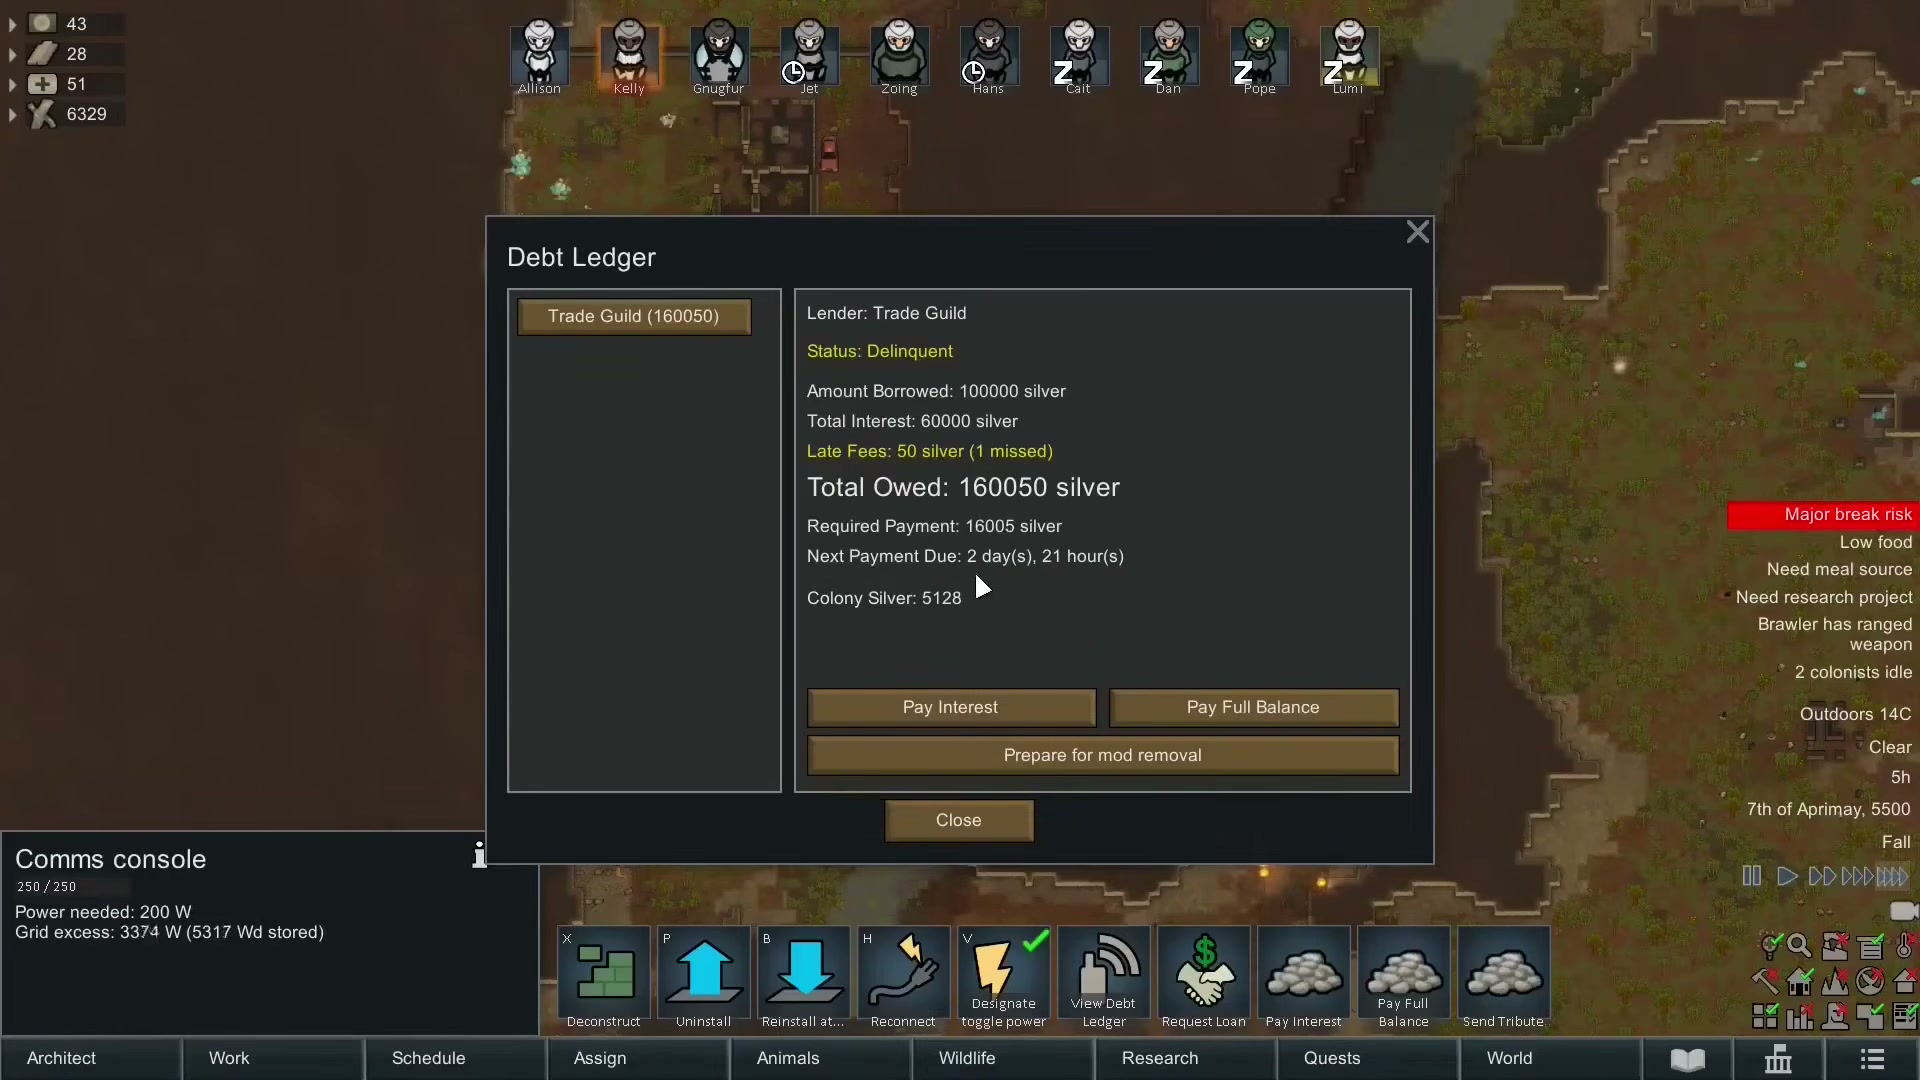 43
28
51
6329
Allison
Kelly
Gnugfur
Jet
Zoing
Hans
Cait
Dan
Pope
Lumi
Z
Z
Z
Z
Debt Ledger
Trade Guild (160050)
Lender: Trade Guild
Status: Delinquent
Amount Borrowed: 100000 silver
Total Interest: 60000 silver
Late Fees: 50 silver (1 missed)
Total Owed: 160050 silver
Required Payment: 16005 silver
Next Payment Due: 2 day(s), 21 hour(s)
Colony Silver: 5128
Pay Interest
Pay Full Balance
Prepare for mod removal
Close
Major break risk
Low food
Need meal source
Need research project
Brawler has ranged
weapon
2 colonists idle
Outdoors 14C
Clear
5h
7th of Aprimay, 5500
Fall
Comms console
250 / 250
Power needed: 200 W
Grid excess: 3374 W (5317 Wd stored)
X
Deconstruct
P
Uninstall
B
Reinstall at...
H
Reconnect
V
Designate
toggle power
View Debt
Ledger
Request Loan
Pay Interest
Pay Full
Balance
Send Tribute
Architect
Work
Schedule
Assign
Animals
Wildlife
Research
Quests
World